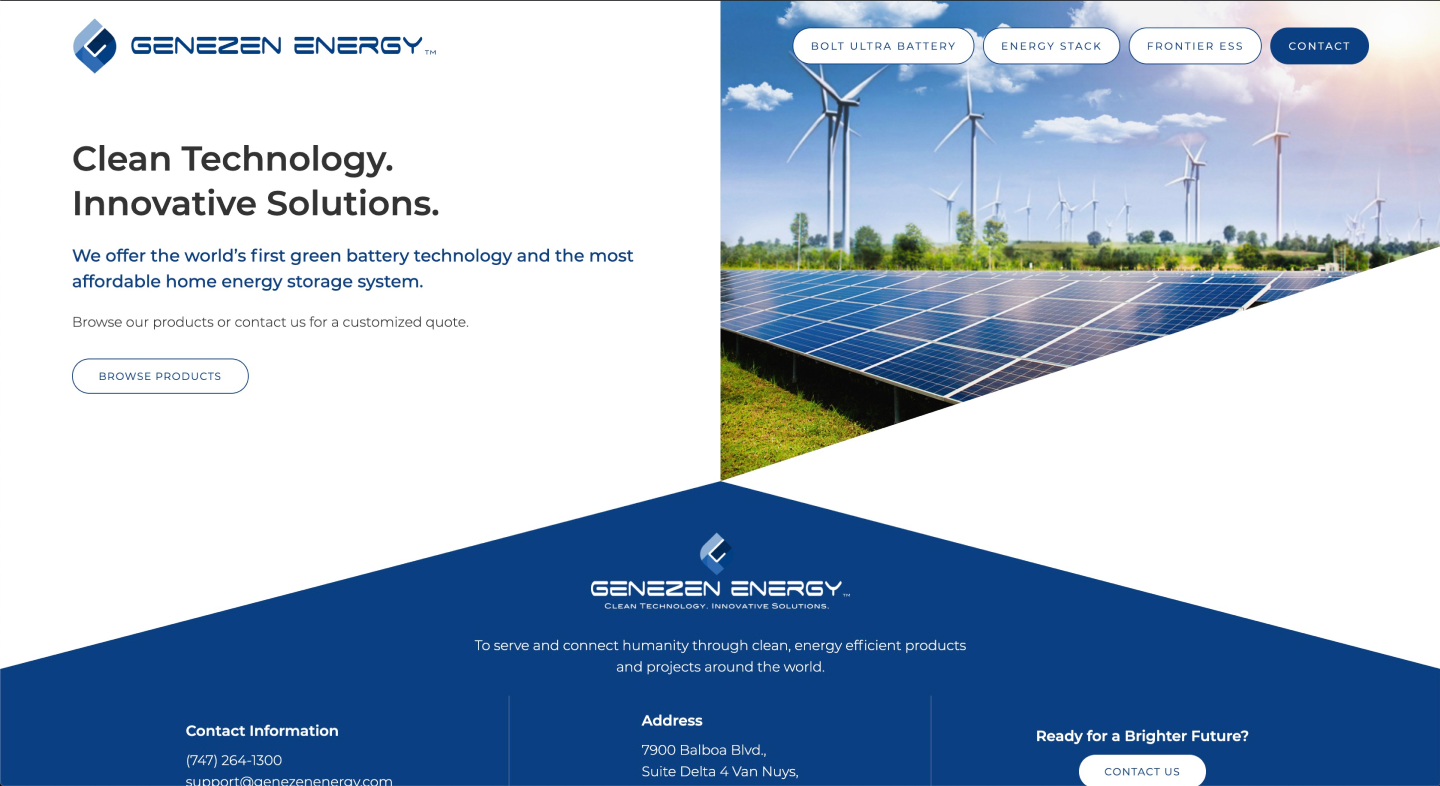 GENEZEN ENERGY™
BOLT ULTRA BATTERY
ENERGY STACK
FRONTIER ESS
CONTACT
Clean Technology.
Innovative Solutions.
We offer the world’s first green battery technology and the most
affordable home energy storage system.
Browse our products or contact us for a customized quote.
BROWSE PRODUCTS
GENEZEN ENERGY™
CLEAN TECHNOLOGY. INNOVATIVE SOLUTIONS.
To serve and connect humanity through clean, energy efficient products
and projects around the world.
Contact Information
(747) 264-1300
support@genezenenergy.com
Address
7900 Balboa Blvd.,
Suite Delta 4 Van Nuys,
Ready for a Brighter Future?
CONTACT US